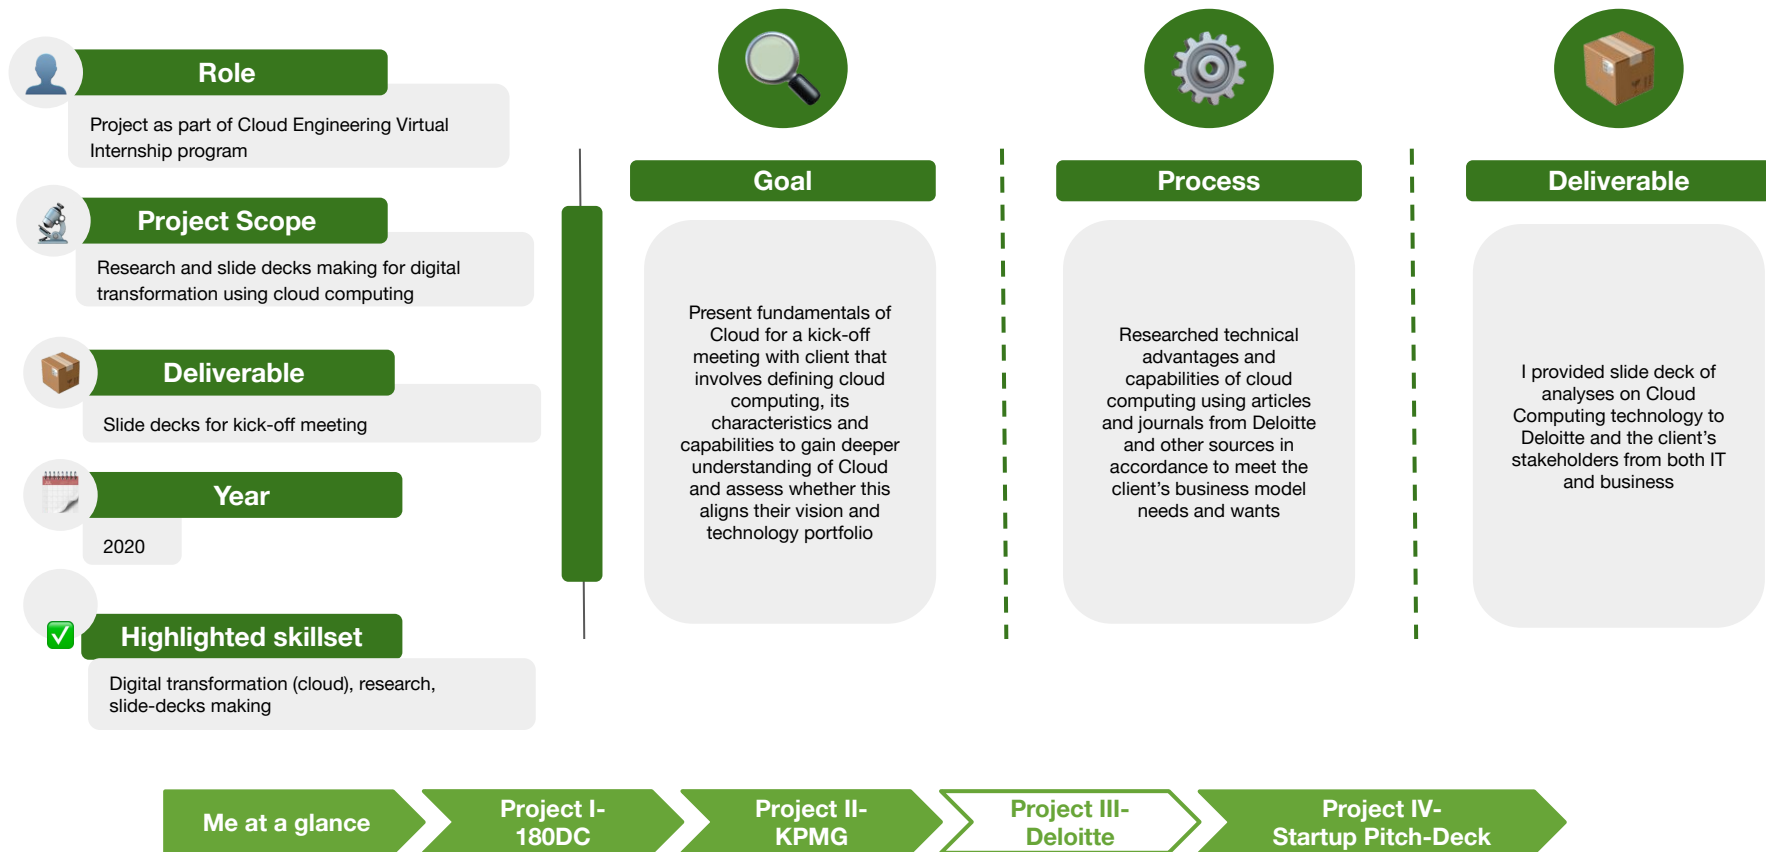 Role
Project as part of Cloud Engineering Virtual
Internship program
Project Scope
Research and slide decks making for digital
transformation using cloud computing
Deliverable
Slide decks for kick-off meeting
Year
2020
Highlighted skillset
Digital transformation (cloud), research,
slide-decks making
Goal
Present fundamentals of
Cloud for a kick-off
meeting with client that
involves defining cloud
computing, its
characteristics and
capabilities to gain deeper
understanding of Cloud
and assess whether this
aligns their vision and
technology portfolio
Process
Researched technical
advantages and
capabilities of cloud
computing using articles
and journals from Deloitte
and other sources in
accordance to meet the
client’s business model
needs and wants
Deliverable
I provided slide deck of
analyses on Cloud
Computing technology to
Deloitte and the client’s
stakeholders from both IT
and business
Me at a glance
Project I-
180DC
Project II-
KPMG
Project III-
Deloitte
Project IV-
Startup Pitch-Deck